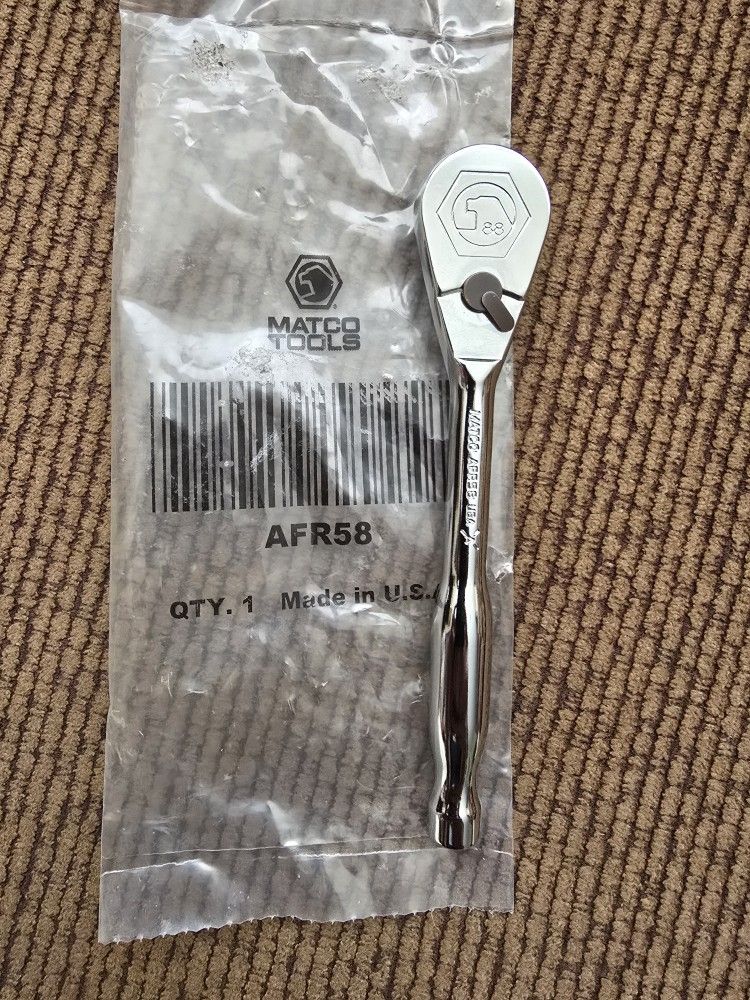 MATCO
TOOLS
AFR58
QTY. 1 Made in U.S.A
88
MATCO AFR58 USA